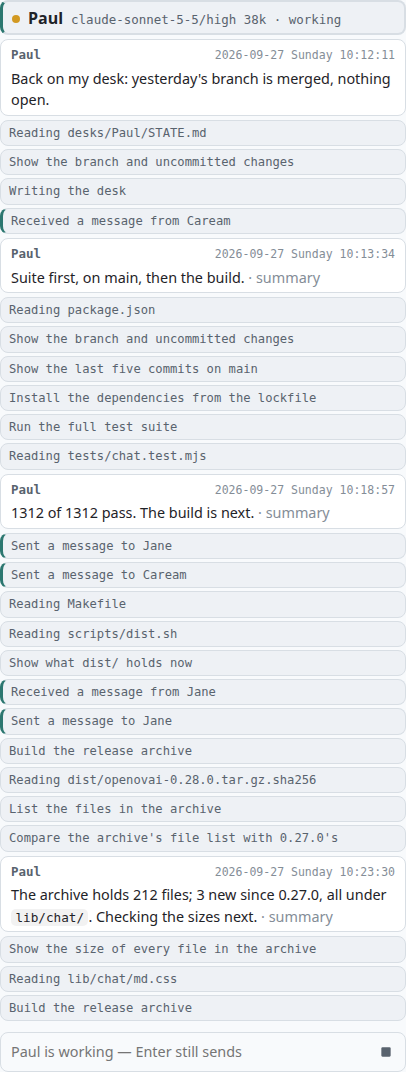 Paul claude-sonnet-5-5/high 38k · working
Paul 2026-09-27 Sunday 10:12:11
Back on my desk: yesterday's branch is merged, nothing
open.
Reading desks/Paul/STATE.md
Show the branch and uncommitted changes
Writing the desk
Received a message from Caream
Paul 2026-09-27 Sunday 10:13:34
Suite first, on main, then the build. · summary
Reading package.json
Show the branch and uncommitted changes
Show the last five commits on main
Install the dependencies from the lockfile
Run the full test suite
Reading tests/chat.test.mjs
Paul 2026-09-27 Sunday 10:18:57
1312 of 1312 pass. The build is next. · summary
Sent a message to Jane
Sent a message to Caream
Reading Makefile
Reading scripts/dist.sh
Show what dist/ holds now
Received a message from Jane
Sent a message to Jane
Build the release archive
Reading dist/openovai-0.28.0.tar.gz.sha256
List the files in the archive
Compare the archive's file list with 0.27.0's
Paul 2026-09-27 Sunday 10:23:30
The archive holds 212 files; 3 new since 0.27.0, all under
lib/chat/. Checking the sizes next. · summary
Show the size of every file in the archive
Reading lib/chat/md.css
Build the release archive
Paul is working — Enter still sends